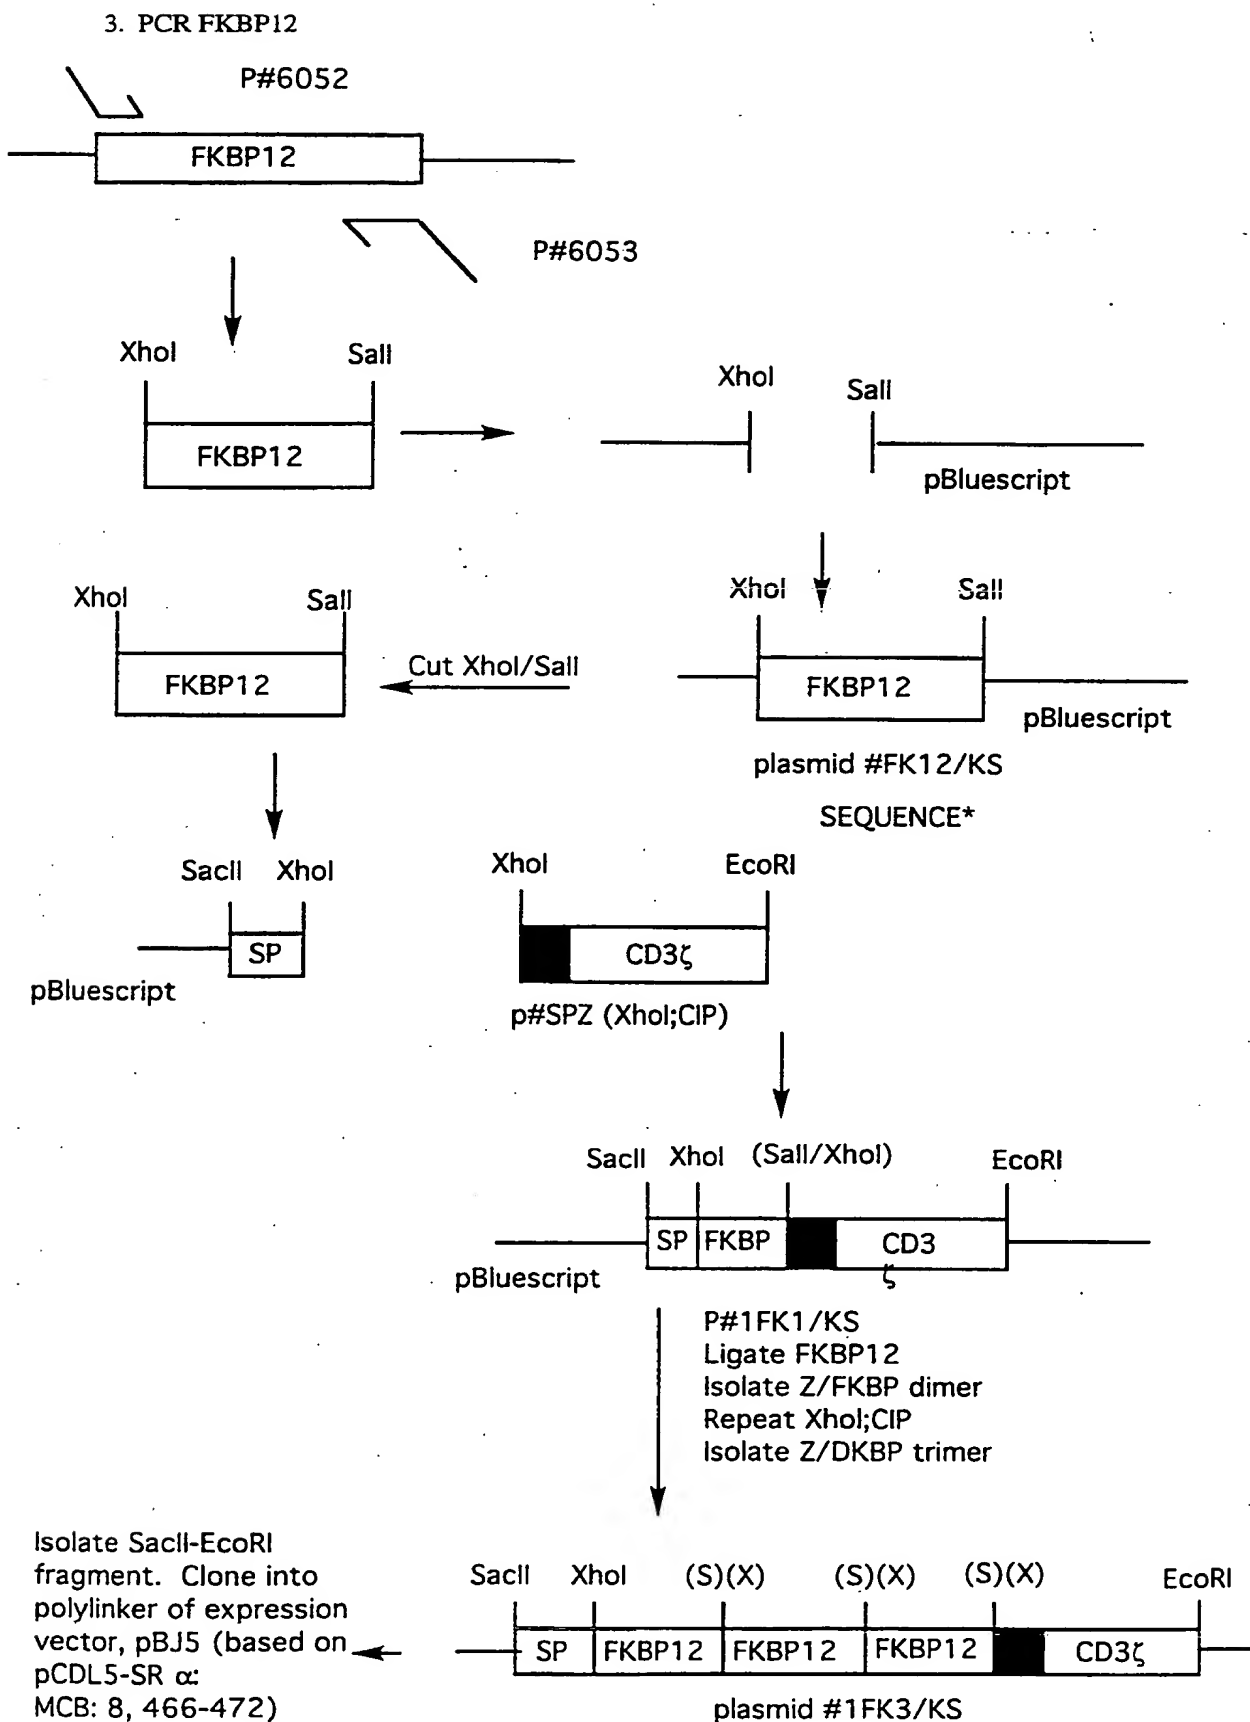 3. PCR FKBP12
P#6052
FKBP12
P#6053
XhoI SalI
FKBP12
XhoI SalI
pBluescript
XhoI SalI
FKBP12
Cut XhoI/SalI
XhoI SalI
FKBP12
pBluescript
plasmid #FK12/KS
SEQUENCE*
SacII XhoI
SP
pBluescript
XhoI EcoRI
CD3ζ
p#SPZ (XhoI;CIP)
SacII XhoI (SalI/XhoI) EcoRI
SP FKBP CD3
ζ
pBluescript
P#1FK1/KS
Ligate FKBP12
Isolate Z/FKBP dimer
Repeat XhoI;CIP
Isolate Z/DKBP trimer
Isolate SacII-EcoRI
fragment. Clone into
polylinker of expression
vector, pBJ5 (based on
pCDL5-SR α:
MCB: 8, 466-472)
SacII XhoI (S)(X) (S)(X) (S)(X) EcoRI
SP FKBP12 FKBP12 FKBP12 CD3ζ
plasmid #1FK3/KS